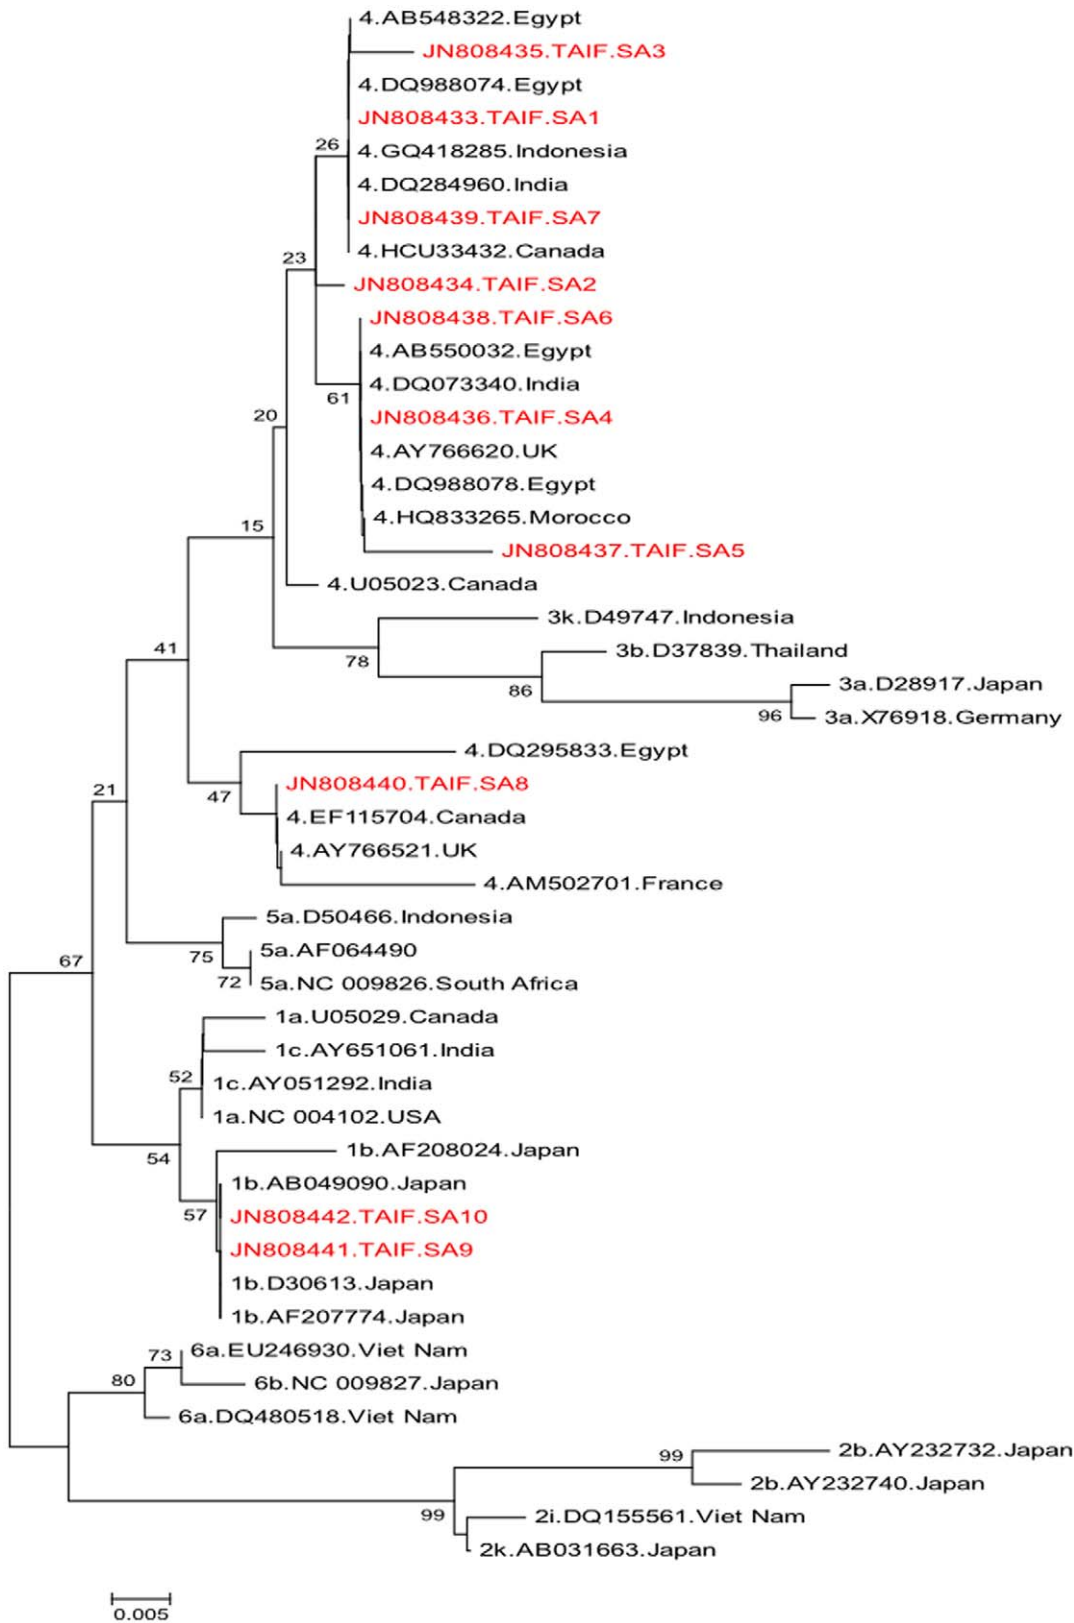 4.AB548322.Egypt
JN808435.TAIF.SA3
4.DQ988074.Egypt
JN808433.TAIF.SA1
26
4.GQ418285.Indonesia
4.DQ284960.India
JN808439.TAIF.SA7
4.HCU33432.Canada
23
JN808434.TAIF.SA2
JN808438.TAIF.SA6
4.AB550032.Egypt
4.DQ073340.India
61
20
JN808436.TAIF.SA4
4.AY766620.UK
4.DQ988078.Egypt
15
4.HQ833265.Morocco
JN808437.TAIF.SA5
4.U05023.Canada
3k.D49747.Indonesia
41
78
3b.D37839.Thailand
86
3a.D28917.Japan
96
3a.X76918.Germany
4.DQ295833.Egypt
21
47
JN808440.TAIF.SA8
4.EF115704.Canada
4.AY766521.UK
4.AM502701.France
5a.D50466.Indonesia
67
75
5a.AF064490
72
5a.NC 009826.South Africa
1a.U05029.Canada
1c.AY651061.India
52
1c.AY051292.India
1a.NC 004102.USA
54
1b.AF208024.Japan
1b.AB049090.Japan
57
JN808442.TAIF.SA10
JN808441.TAIF.SA9
1b.D30613.Japan
1b.AF207774.Japan
73
6a.EU246930.Viet Nam
80
6b.NC 009827.Japan
6a.DQ480518.Viet Nam
99
2b.AY232732.Japan
2b.AY232740.Japan
99
2i.DQ155561.Viet Nam
2k.AB031663.Japan
0.005